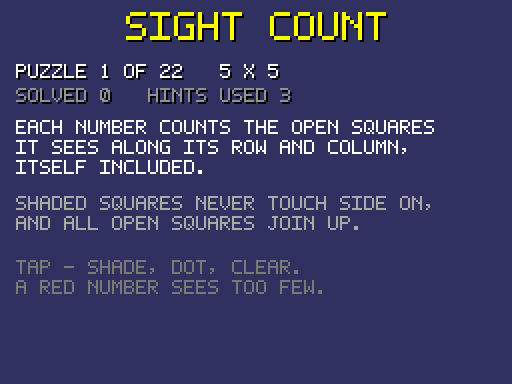 SIGHT COUNT
PUZZLE 1 OF 22   5 X 5
SOLVED 0   HINTS USED 3
EACH NUMBER COUNTS THE OPEN SQUARES
IT SEES ALONG ITS ROW AND COLUMN,
ITSELF INCLUDED.
SHADED SQUARES NEVER TOUCH SIDE ON,
AND ALL OPEN SQUARES JOIN UP.
TAP - SHADE, DOT, CLEAR.
A RED NUMBER SEES TOO FEW.